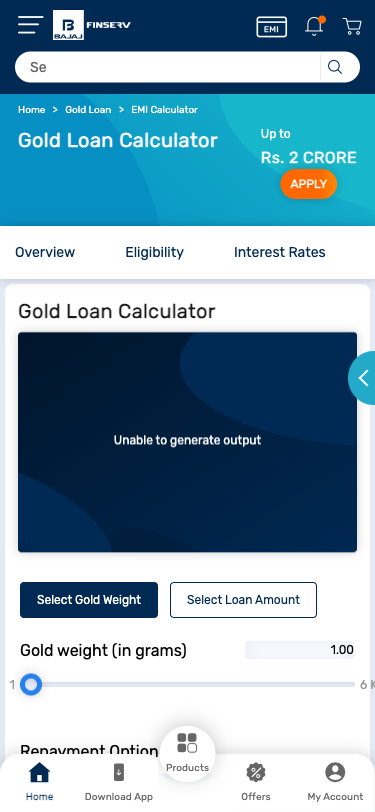 B
BAJAJ
FINSERV
EMI
Se
Home > Gold Loan > EMI Calculator
Gold Loan Calculator
Up to
Rs. 2 CRORE
APPLY
Overview Eligibility Interest Rates
Gold Loan Calculator
Unable to generate output
Select Gold Weight Select Loan Amount
Gold weight (in grams) 1.00
1 6 K
Repayment Option
Products
Home Download App Offers My Account